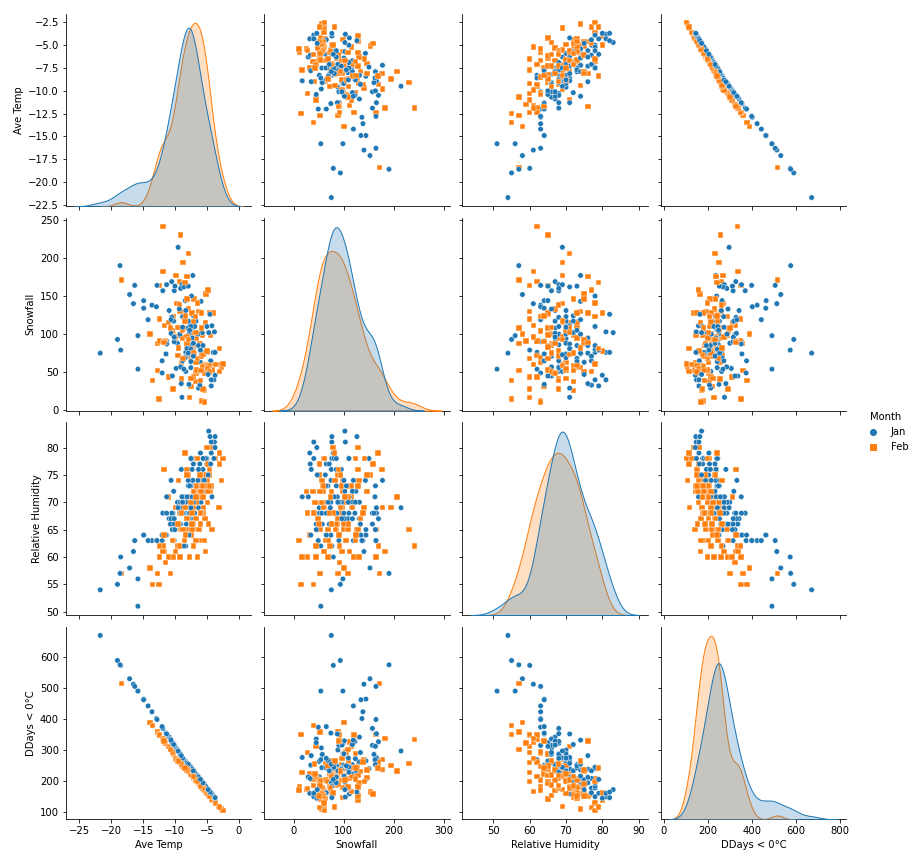 −2.5
−5.0
−7.5
−10.0
−12.5
−15.0
−17.5
−20.0
−22.5
Ave Temp
250
200
150
100
50
0
Snowfall
80
75
70
65
60
55
50
Relative Humidity
Month
Jan
Feb
600
500
400
300
200
100
DDays < 0°C
−25 −20 −15 −10 −5 0
Ave Temp
0 100 200 300
Snowfall
50 60 70 80 90
Relative Humidity
0 200 400 600 800
DDays < 0°C